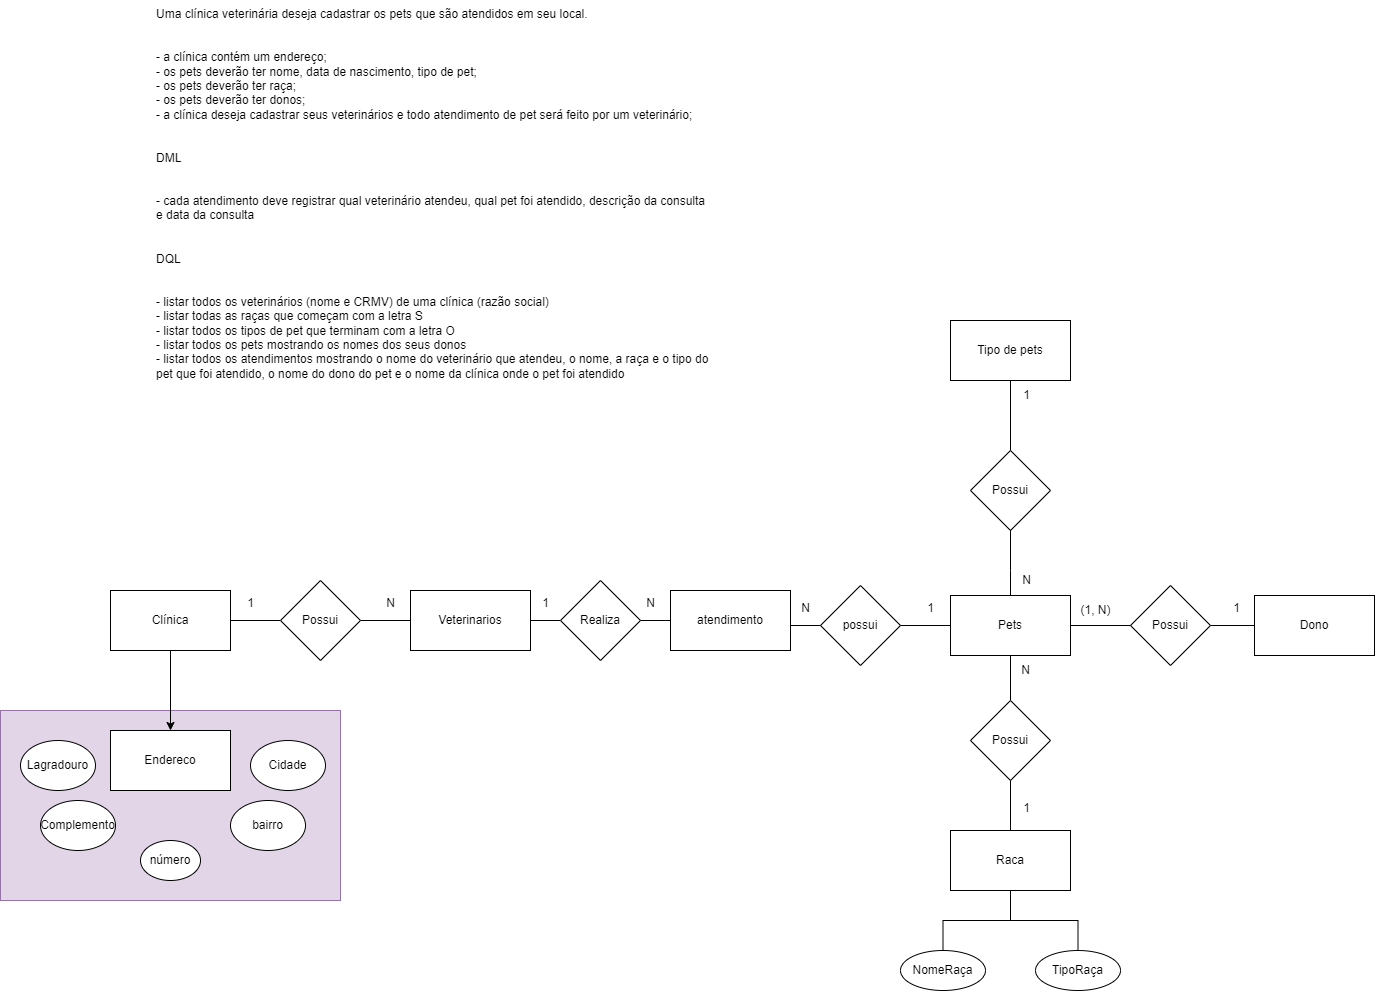 Uma clínica veterinária deseja cadastrar os pets que são atendidos em seu local.
- a clínica contém um endereço;
- os pets deverão ter nome, data de nascimento, tipo de pet;
- os pets deverão ter raça;
- os pets deverão ter donos;
- a clínica deseja cadastrar seus veterinários e todo atendimento de pet será feito por um veterinário;
DML
- cada atendimento deve registrar qual veterinário atendeu, qual pet foi atendido, descrição da consulta
e data da consulta
DQL
- listar todos os veterinários (nome e CRMV) de uma clínica (razão social)
- listar todas as raças que começam com a letra S
- listar todos os tipos de pet que terminam com a letra O
- listar todos os pets mostrando os nomes dos seus donos
- listar todos os atendimentos mostrando o nome do veterinário que atendeu, o nome, a raça e o tipo do
pet que foi atendido, o nome do dono do pet e o nome da clínica onde o pet foi atendido
Tipo de pets
1
Possui
N
Clínica
1
Possui
N
Veterinarios
1
Realiza
N
atendimento
N
possui
1
Pets
(1, N)
Possui
1
Dono
N
Possui
1
Raca
NomeRaça
TipoRaça
Endereco
Lagradouro
Cidade
Complemento
bairro
número